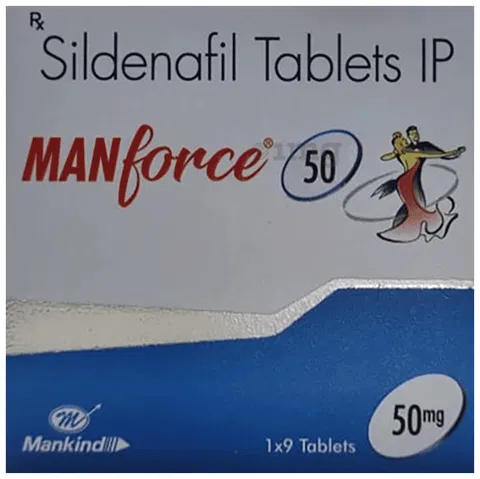 Rx
Sildenafil Tablets IP
MANforce® 50
50mg
Mankind
1x9 Tablets